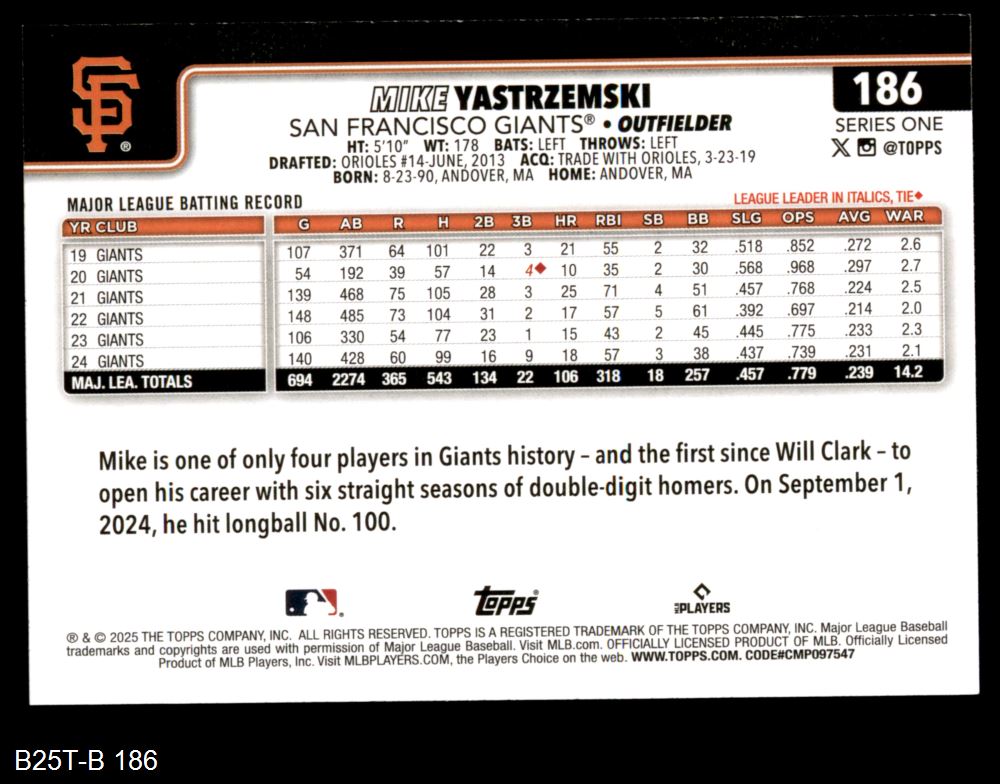 SF®
MIKE YASTRZEMSKI
186
SAN FRANCISCO GIANTS® • OUTFIELDER
SERIES ONE
HT: 5'10" WT: 178 BATS: LEFT THROWS: LEFT
X @TOPPS
DRAFTED: ORIOLES #14-JUNE, 2013 ACQ: TRADE WITH ORIOLES, 3-23-19
BORN: 8-23-90, ANDOVER, MA HOME: ANDOVER, MA
MAJOR LEAGUE BATTING RECORD
LEAGUE LEADER IN ITALICS, TIE◆
YR CLUB G AB R H 2B 3B HR RBI SB BB SLG OPS AVG WAR
19 GIANTS 107 371 64 101 22 3 21 55 2 32 .518 .852 .272 2.6
20 GIANTS 54 192 39 57 14 4◆ 10 35 2 30 .568 .968 .297 2.7
21 GIANTS 139 468 75 105 28 3 25 71 4 51 .457 .768 .224 2.5
22 GIANTS 148 485 73 104 31 2 17 57 5 61 .392 .697 .214 2.0
23 GIANTS 106 330 54 77 23 1 15 43 2 45 .445 .775 .233 2.3
24 GIANTS 140 428 60 99 16 9 18 57 3 38 .437 .739 .231 2.1
MAJ. LEA. TOTALS 694 2274 365 543 134 22 106 318 18 257 .457 .779 .239 14.2
Mike is one of only four players in Giants history – and the first since Will Clark – to
open his career with six straight seasons of double-digit homers. On September 1,
2024, he hit longball No. 100.
Topps®
MLB PLAYERS
® & © 2025 THE TOPPS COMPANY, INC. ALL RIGHTS RESERVED. TOPPS IS A REGISTERED TRADEMARK OF THE TOPPS COMPANY, INC. Major League Baseball
trademarks and copyrights are used with permission of Major League Baseball. Visit MLB.com. OFFICIALLY LICENSED PRODUCT OF MLB. Officially Licensed
Product of MLB Players, Inc. Visit MLBPLAYERS.COM, the Players Choice on the web. WWW.TOPPS.COM. CODE#CMP097547
B25T-B 186